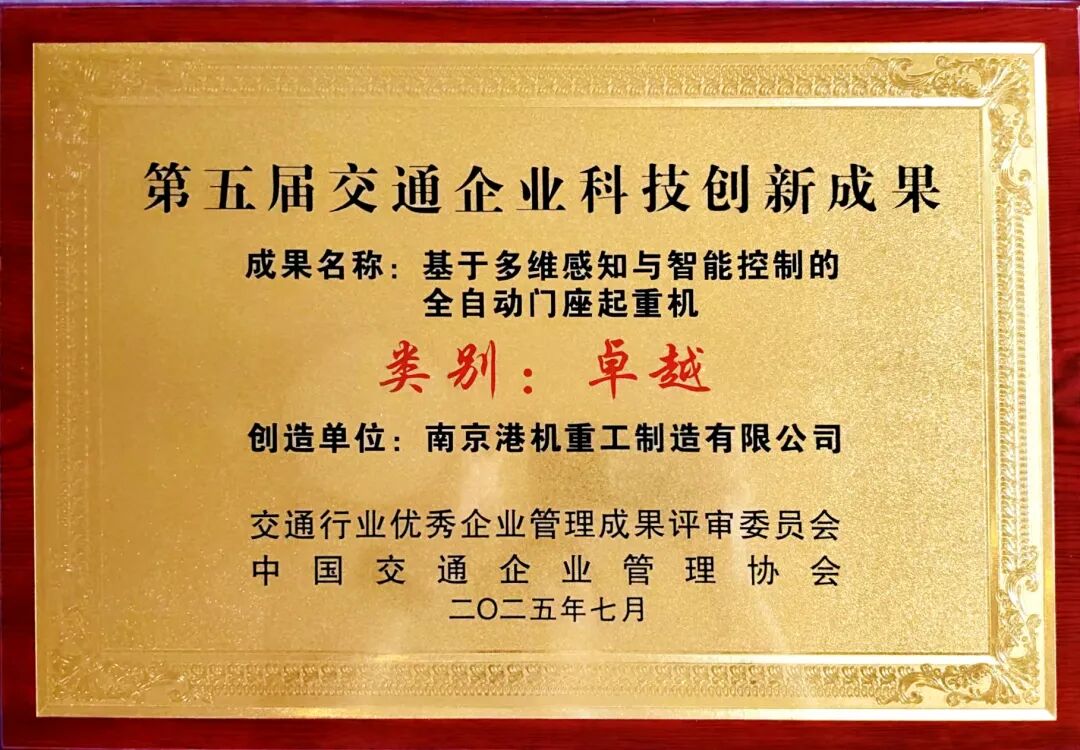 第五届交通企业科技创新成果
成果名称：基于多维感知与智能控制的
全自动门座起重机
类别：卓越
创造单位：南京港机重工制造有限公司
交通行业优秀企业管理成果评审委员会
中国交通企业管理协会
二〇二五年七月